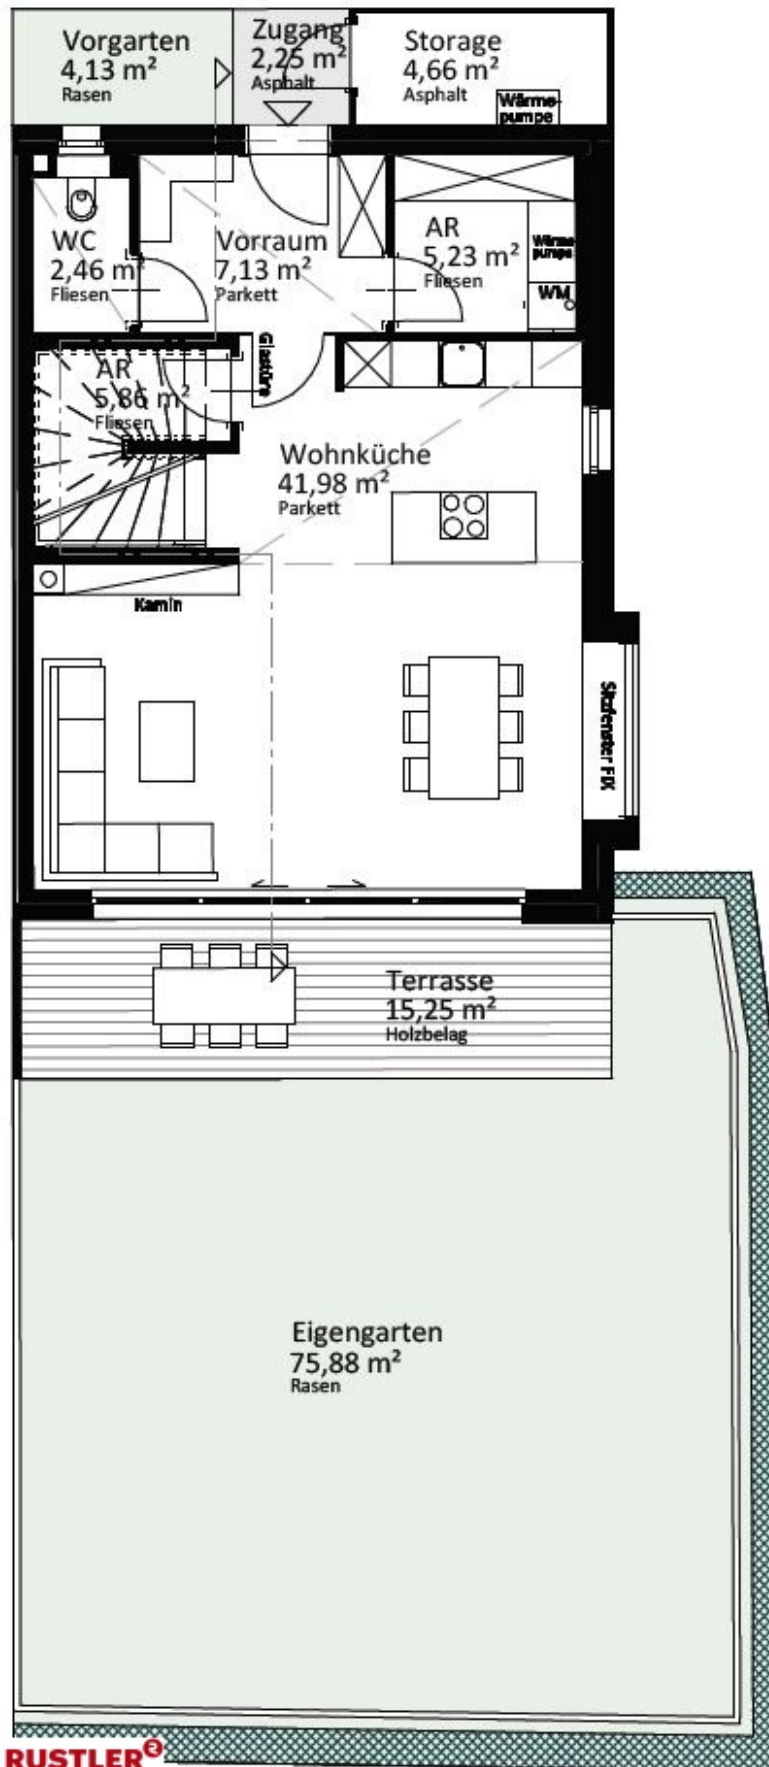 Vorgarten
4,13 m²
Rasen
Zugang
2,25 m²
Asphalt
Storage
4,66 m²
Asphalt
Wärme-
pumpe
WC
2,46 m²
Fliesen
Vorraum
7,13 m²
Parkett
AR
5,23 m²
Fliesen
Wärme
pumpe
WM
AR
5,86 m²
Fliesen
Glastüre
Wohnküche
41,98 m²
Parkett
Kamin
Sitzfenster FIX
Terrasse
15,25 m²
Holzbelag
Eigengarten
75,88 m²
Rasen
RUSTLER